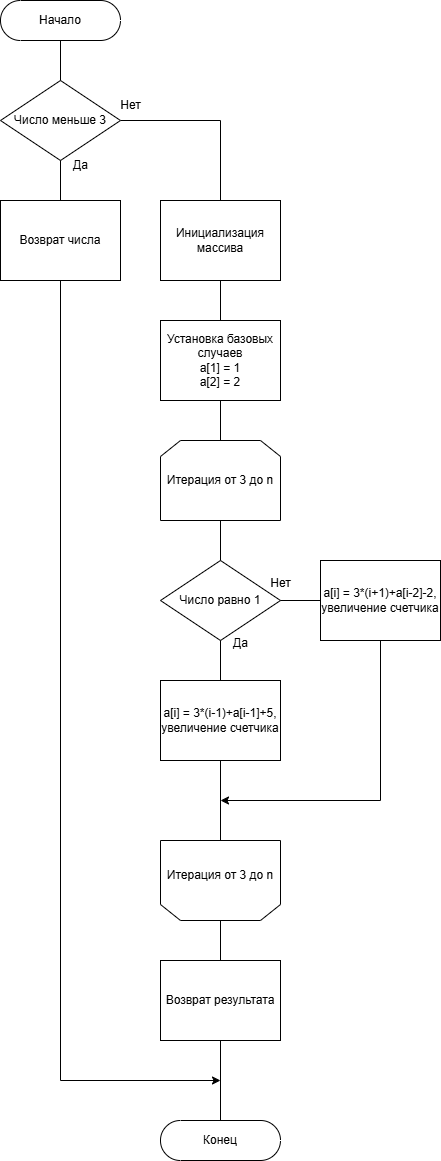 Начало
Число меньше 3
Нет
Да
Возврат числа
Инициализация
массива
Установка базовых
случаев
a[1] = 1
a[2] = 2
Итерация от 3 до n
Число равно 1
Нет
a[i] = 3*(i+1)+a[i-2]-2,
увеличение счетчика
Да
a[i] = 3*(i-1)+a[i-1]+5,
увеличение счетчика
Итерация от 3 до n
Возврат результата
Конец